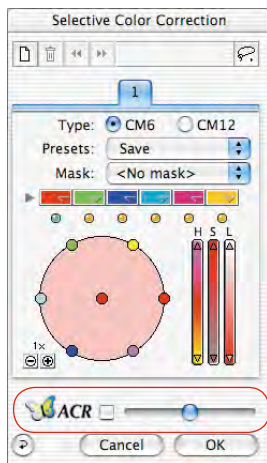 Selective Color Correction
1
Type: CM6 CM12
Presets: Save
Mask: <No mask>
H S L
1x
ACR
Cancel OK